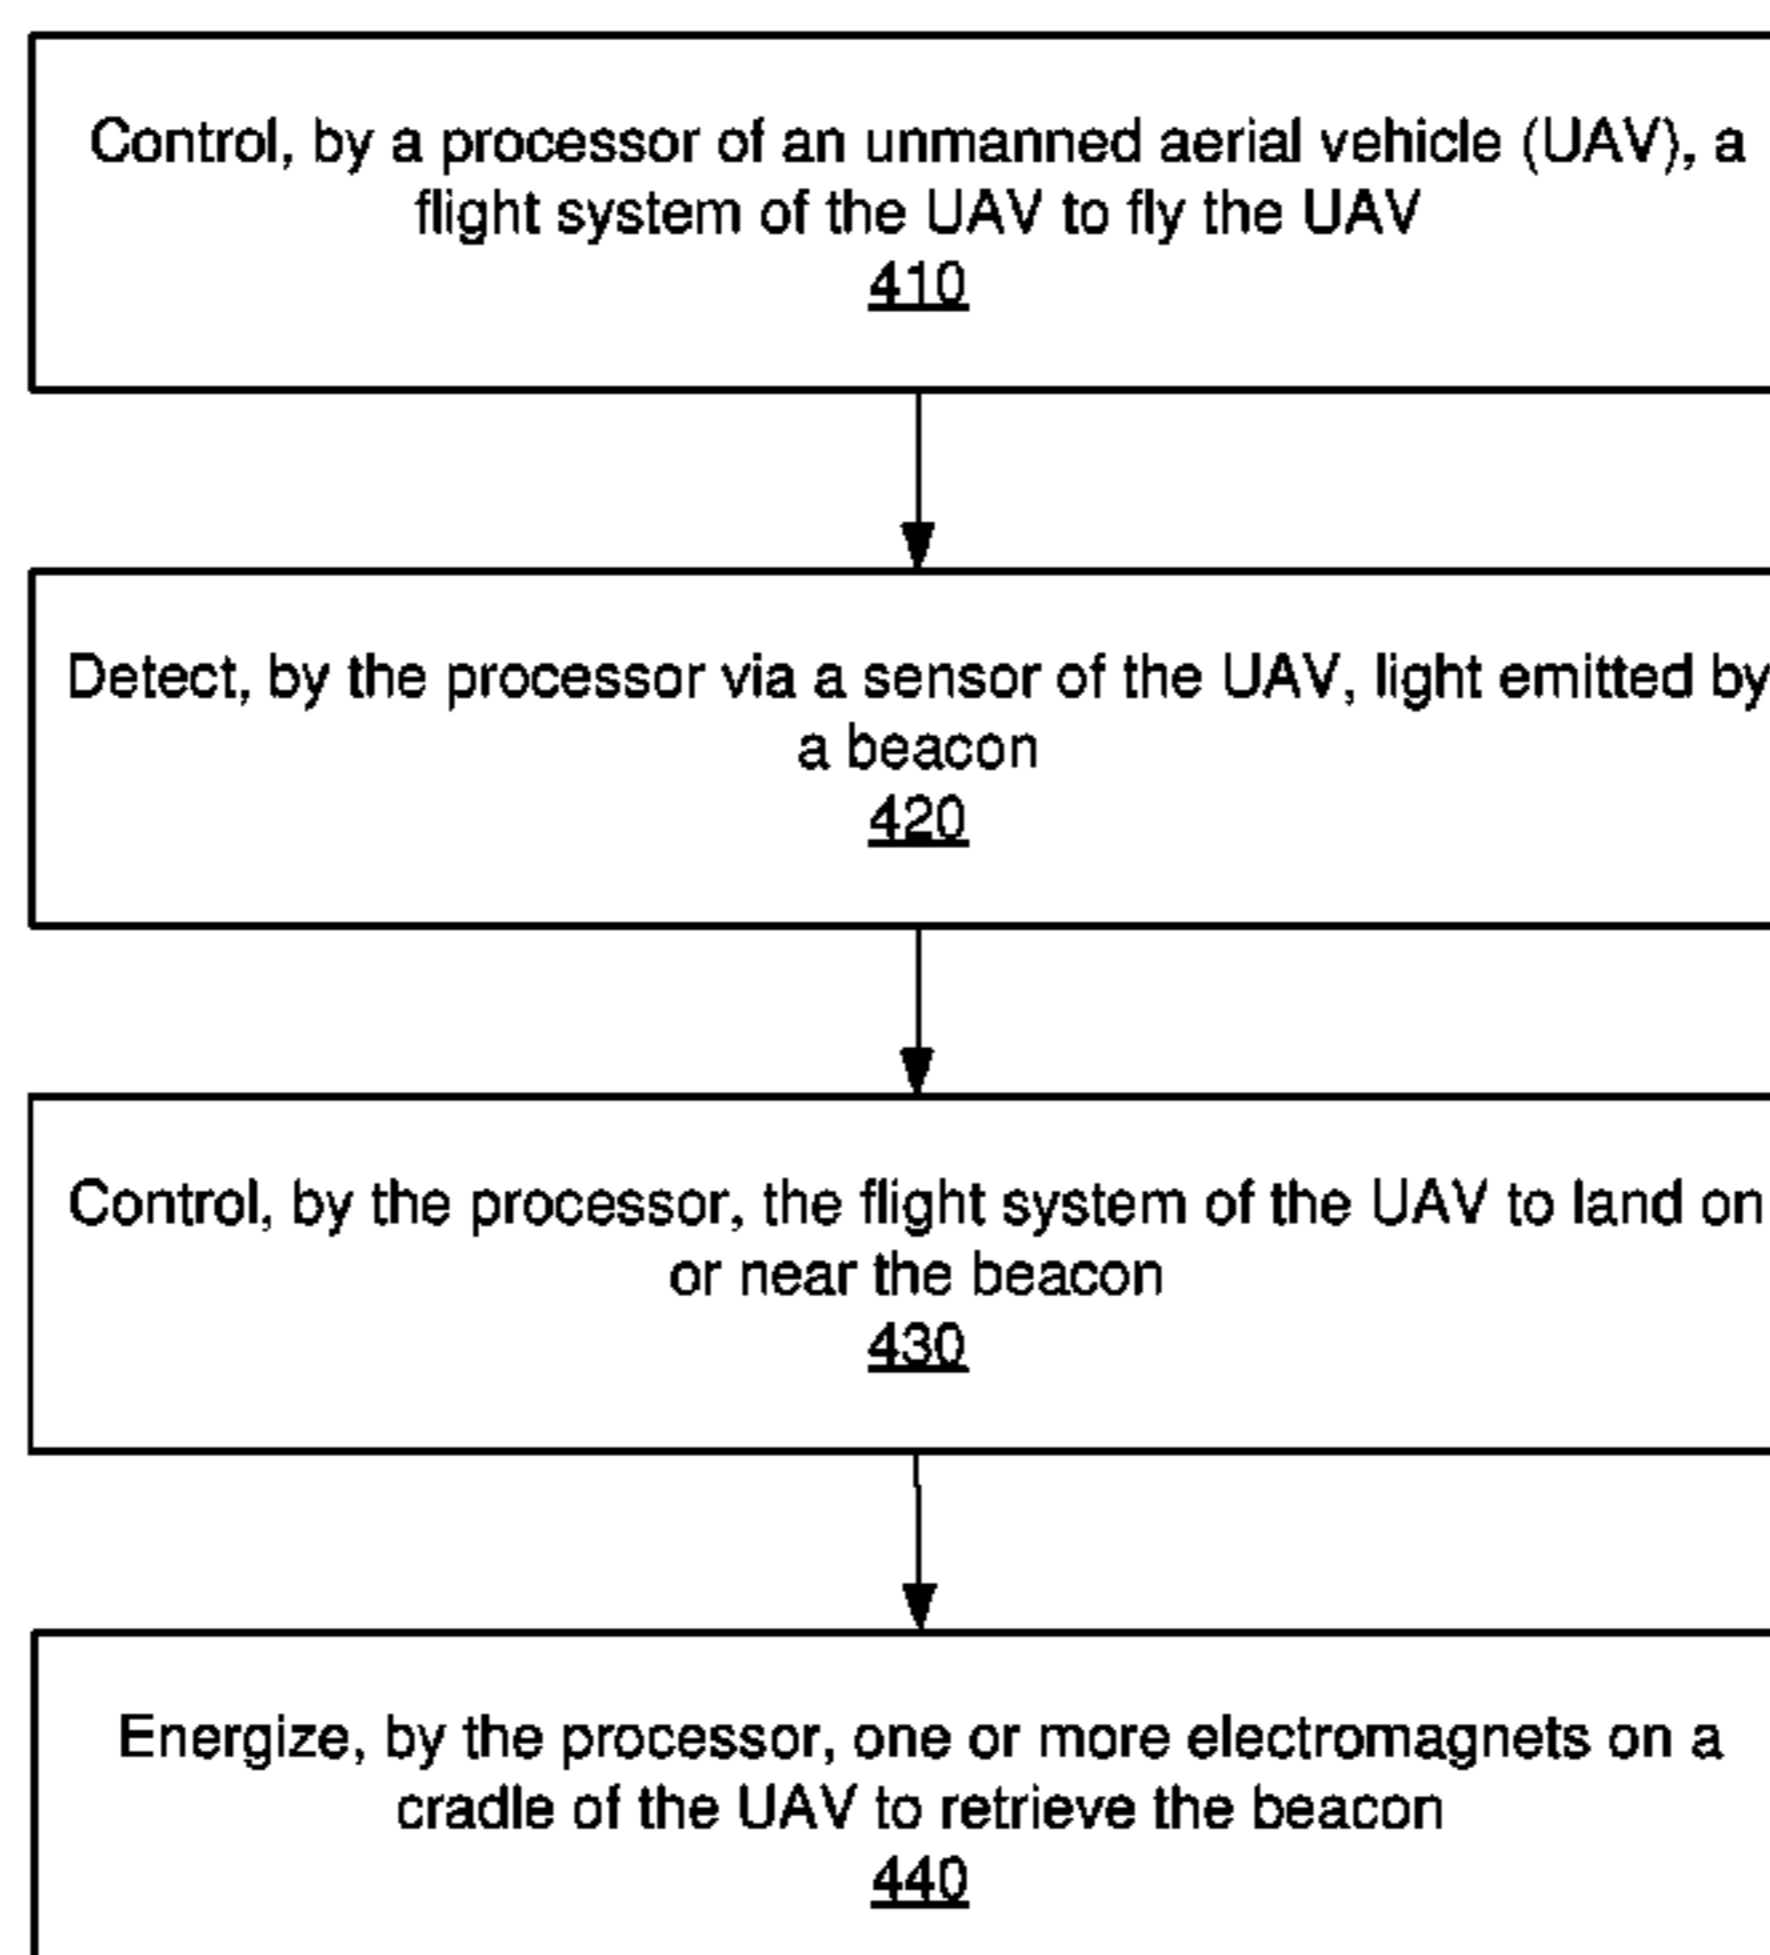 Control, by a processor of an unmanned aerial vehicle (UAV), a
flight system of the UAV to fly the UAV
410
Detect, by the processor via a sensor of the UAV, light emitted by
a beacon
420
Control, by the processor, the flight system of the UAV to land on
or near the beacon
430
Energize, by the processor, one or more electromagnets on a
cradle of the UAV to retrieve the beacon
440